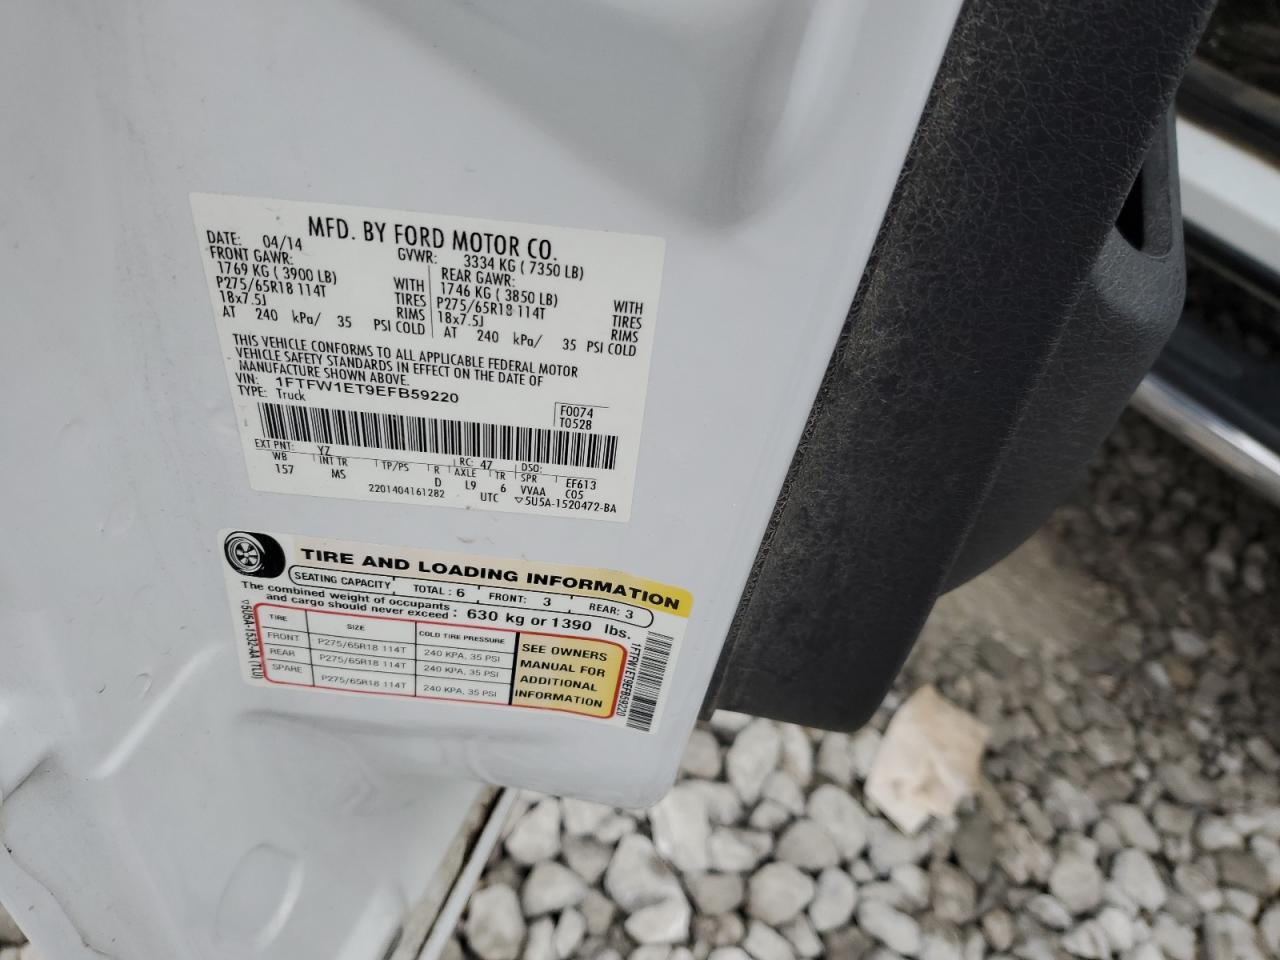 MFD. BY FORD MOTOR CO.
DATE: 04/14 GVWR: 3334 KG ( 7350 LB)
FRONT GAWR: REAR GAWR:
1769 KG ( 3900 LB) WITH 1746 KG ( 3850 LB) WITH
P275/65R18 114T TIRES P275/65R18 114T TIRES
18x7.5J RIMS 18x7.5J RIMS
AT 240 kPa/ 35 PSI COLD AT 240 kPa/ 35 PSI COLD
THIS VEHICLE CONFORMS TO ALL APPLICABLE FEDERAL MOTOR
VEHICLE SAFETY STANDARDS IN EFFECT ON THE DATE OF
MANUFACTURE SHOWN ABOVE.
VIN: 1FTFW1ET9EFB59220
TYPE: Truck
F0074
T0528
EXT PNT: YZ RC: 47 DSO:
WB INT TR TP/PS R AXLE TR SPR EF613
157 MS D L9 6 VVAA C05
2201404161282 UTC ▽5U5A-1520472-BA
TIRE AND LOADING INFORMATION
SEATING CAPACITY TOTAL : 6 FRONT: 3 REAR: 3
The combined weight of occupants
and cargo should never exceed : 630 kg or 1390 lbs.
TIRE SIZE COLD TIRE PRESSURE
FRONT P275/65R18 114T 240 KPA, 35 PSI
REAR P275/65R18 114T 240 KPA, 35 PSI
SPARE P275/65R18 114T 240 KPA, 35 PSI
SEE OWNERS
MANUAL FOR
ADDITIONAL
INFORMATION
▽5U5A-1532-AA (TLU)
1FTFW1ET9EFB59220